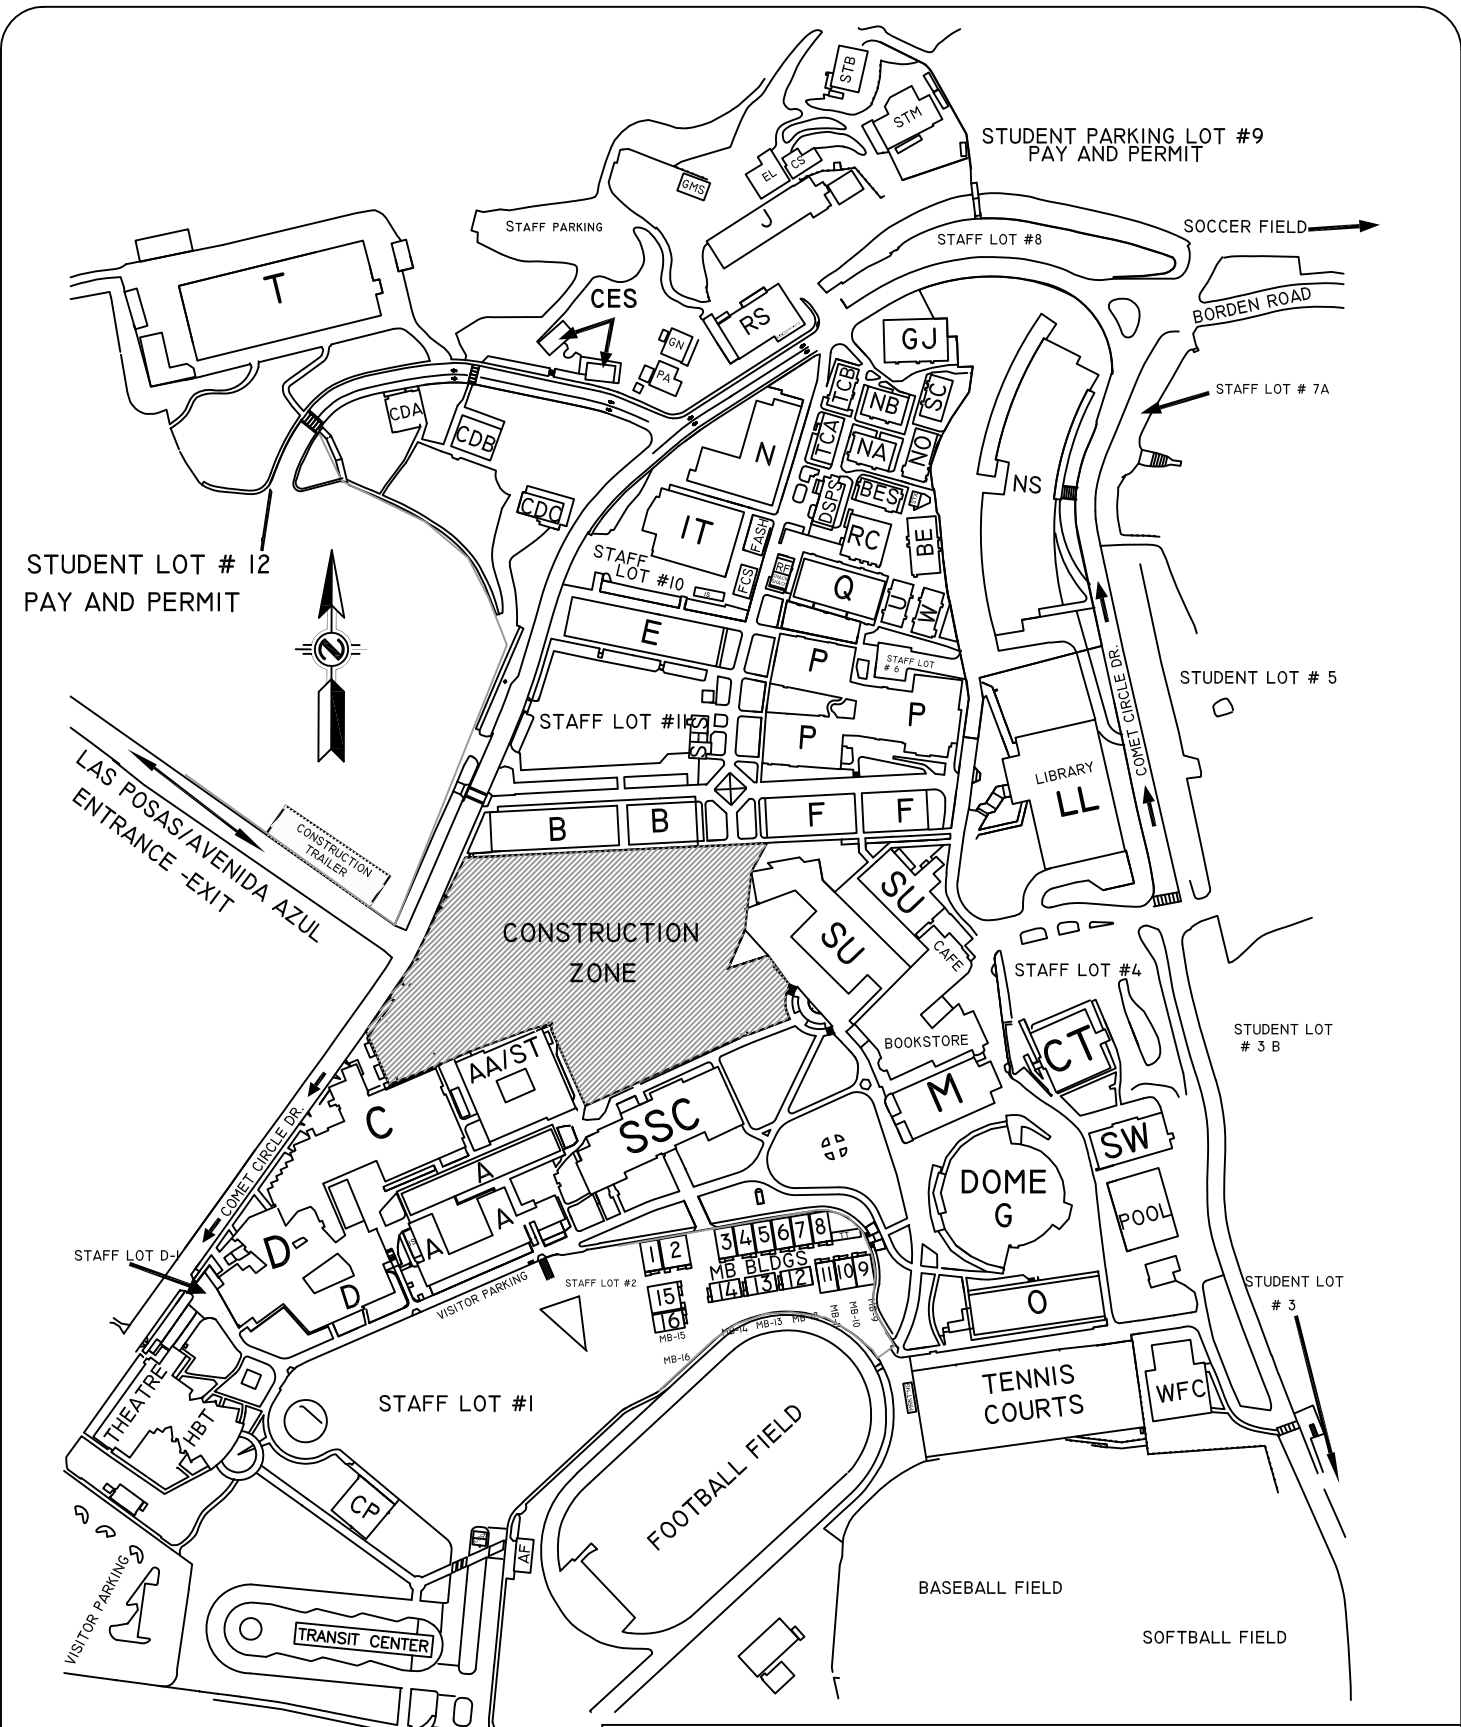 STB
STM
STUDENT PARKING LOT #9
PAY AND PERMIT
EL
CS
GMS
J
STAFF PARKING
STAFF LOT #8
SOCCER FIELD
BORDEN ROAD
T
CES
RS
GN
PA
GJ
TCB
NB
SC
STAFF LOT # 7A
CDA
CDB
CDC
N
TCA
NA
NO
NS
DSPS
BES
IT
FASH
RC
BE
STAFF
LOT #10
FCS
RF
IS
Q
U
W
STUDENT LOT # 12
PAY AND PERMIT
Z
E
P
STAFF LOT
# 6
P
P
STAFF LOT #11
SHS
COMET CIRCLE DR.
STUDENT LOT # 5
LIBRARY
LL
LAS POSAS/AVENIDA AZUL
ENTRANCE -EXIT
CONSTRUCTION
TRAILER
B
B
F
F
CONSTRUCTION
ZONE
SU
SU
CAFE
STAFF LOT #4
STUDENT LOT
# 3 B
BOOKSTORE
CT
AA/ST
C
SSC
M
SW
DOME
G
POOL
COMET CIRCLE DR.
A
A
A
D
D
STAFF LOT D-1
VISITOR PARKING
STAFF LOT #2
1
2
3
4
5
6
7
8
MB BLDGS
14
13
12
11
10
9
15
16
MB-15
MB-16
MB-14
MB-13
MB-10
MB-9
O
STUDENT LOT
# 3
TENNIS
COURTS
WFC
THEATRE
HBT
STAFF LOT #1
FOOTBALL FIELD
CP
AF
VISITOR PARKING
TRANSIT CENTER
BASEBALL FIELD
SOFTBALL FIELD